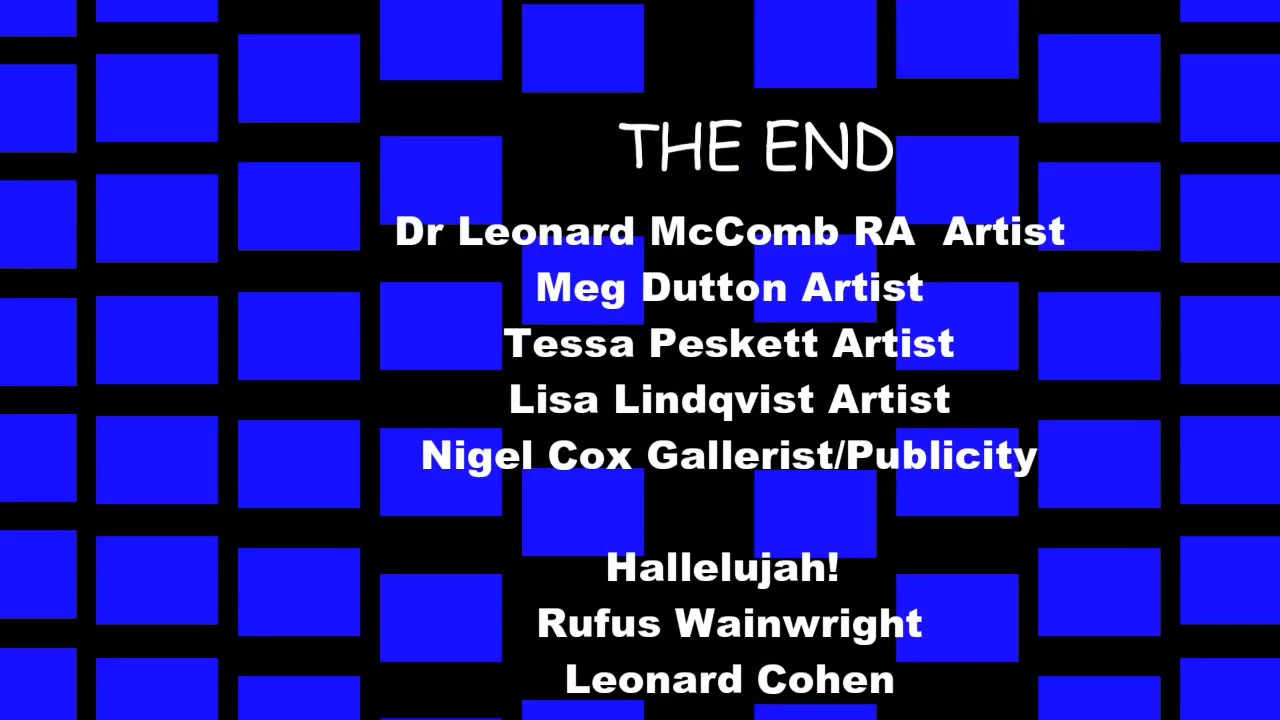 THE END
Dr Leonard McComb RA  Artist
Meg Dutton Artist
Tessa Peskett Artist
Lisa Lindqvist Artist
Nigel Cox Gallerist/Publicity
Hallelujah!
Rufus Wainwright
Leonard Cohen